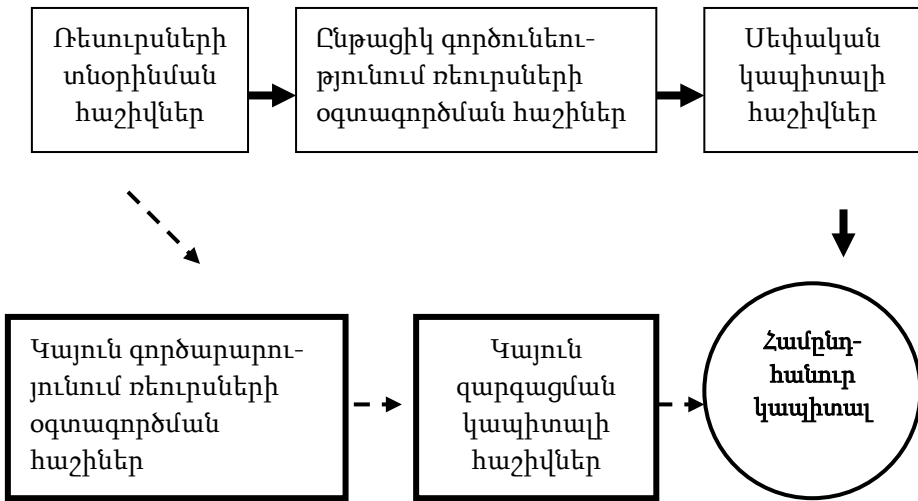 Ռեսուրսների
տնօրինման
հաշիվներ
Ընթացիկ գործունեու-
թյունում ռեուրսների
օգտագործման հաշիներ
Սեփական
կապիտալի
հաշիվներ
Կայուն գործարարու-
յունում ռեուրսների
օգտագործման
հաշիներ
Կայուն
զարգացման
կապիտալի
հաշիվներ
Համընդ-
հանուր
կապիտալ